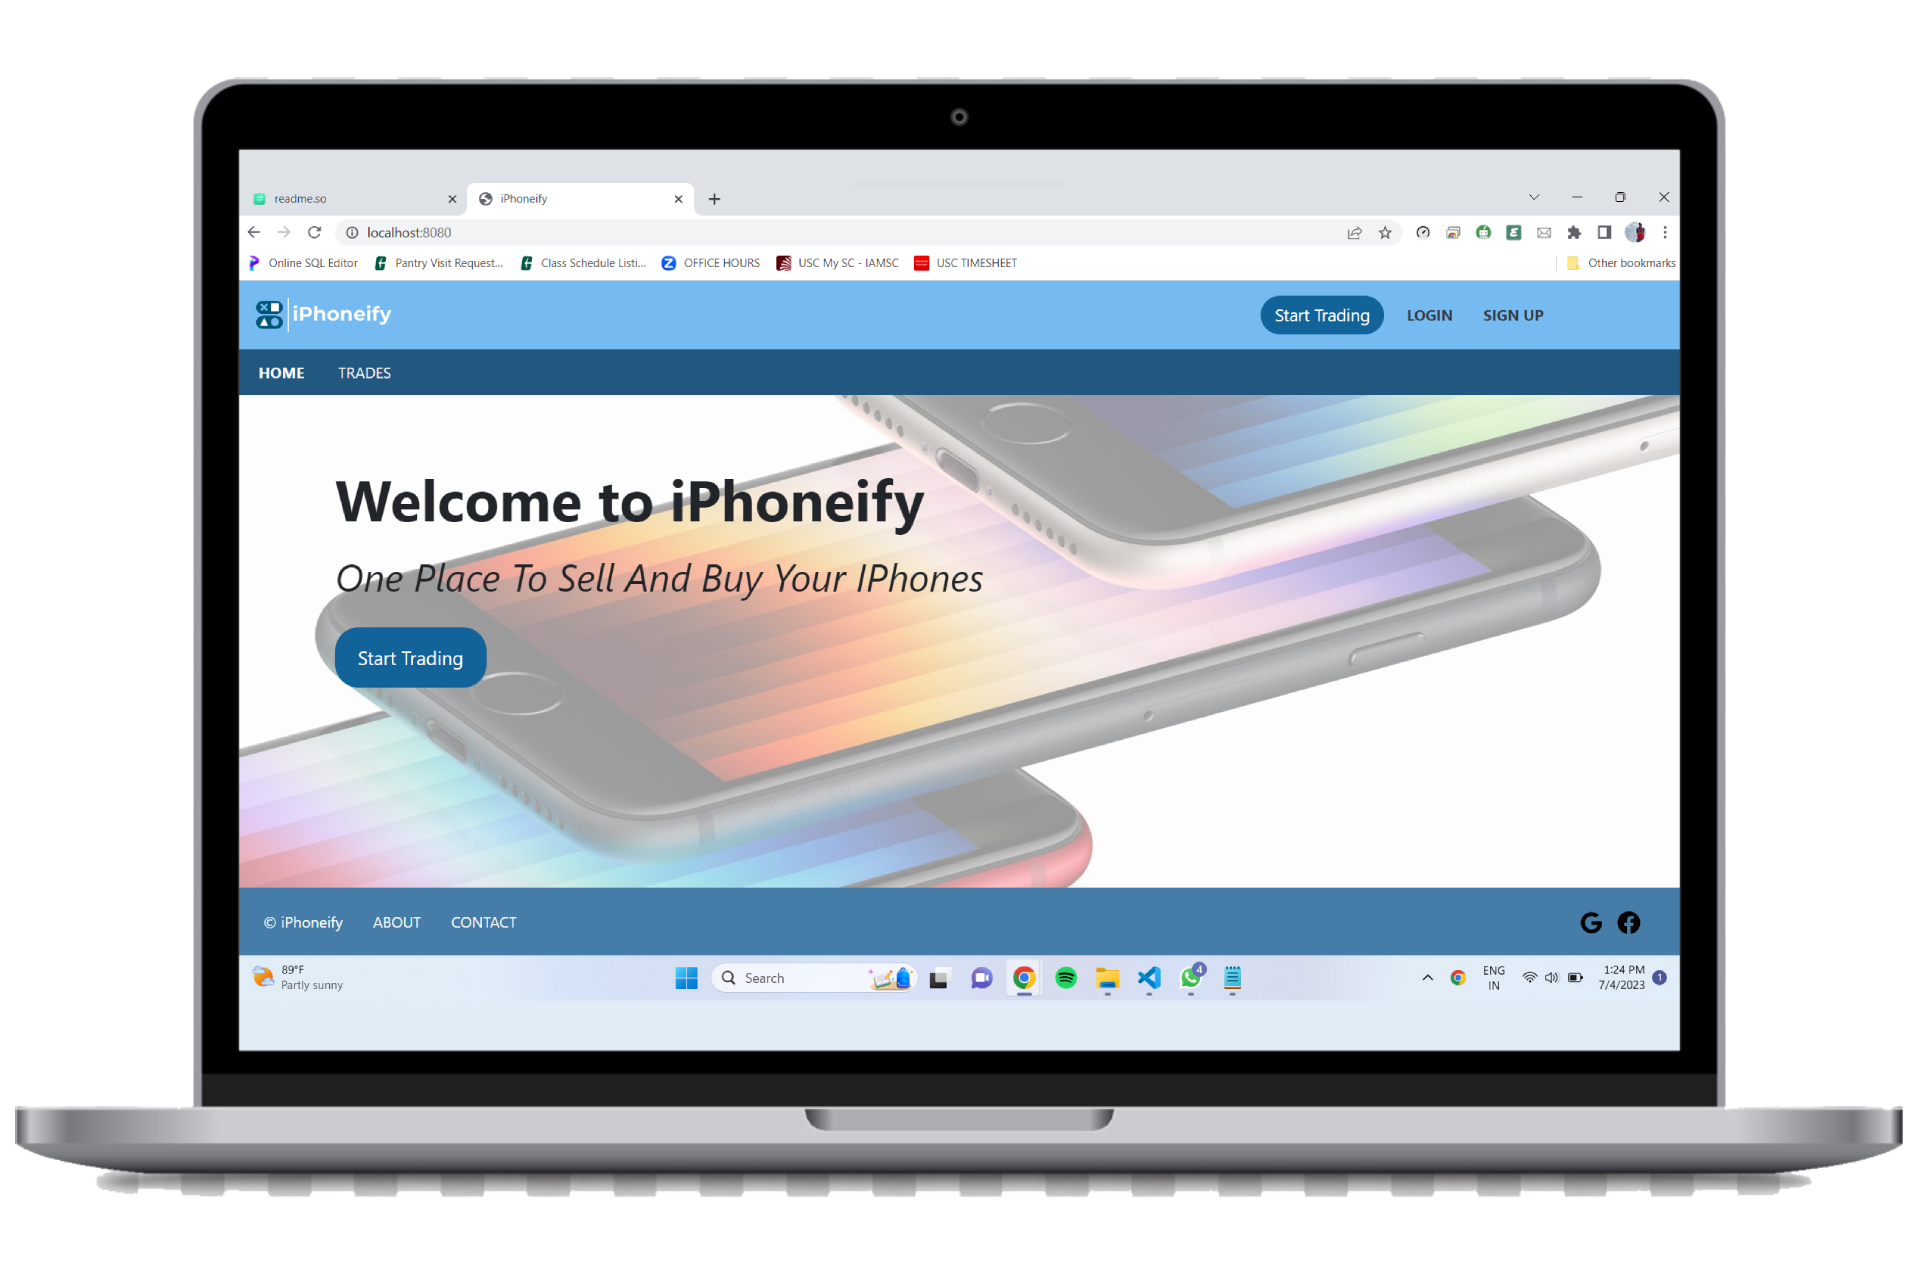 readme.so
iPhoneify
localhost:8080
Online SQL Editor
Pantry Visit Request...
Class Schedule Listi...
OFFICE HOURS
USC My SC - IAMSC
USC TIMESHEET
Other bookmarks
iPhoneify
Start Trading
LOGIN
SIGN UP
HOME
TRADES
Welcome to iPhoneify
One Place To Sell And Buy Your IPhones
Start Trading
© iPhoneify
ABOUT
CONTACT
89°F
Partly sunny
Search
4
ENG
IN
1:24 PM
7/4/2023
1